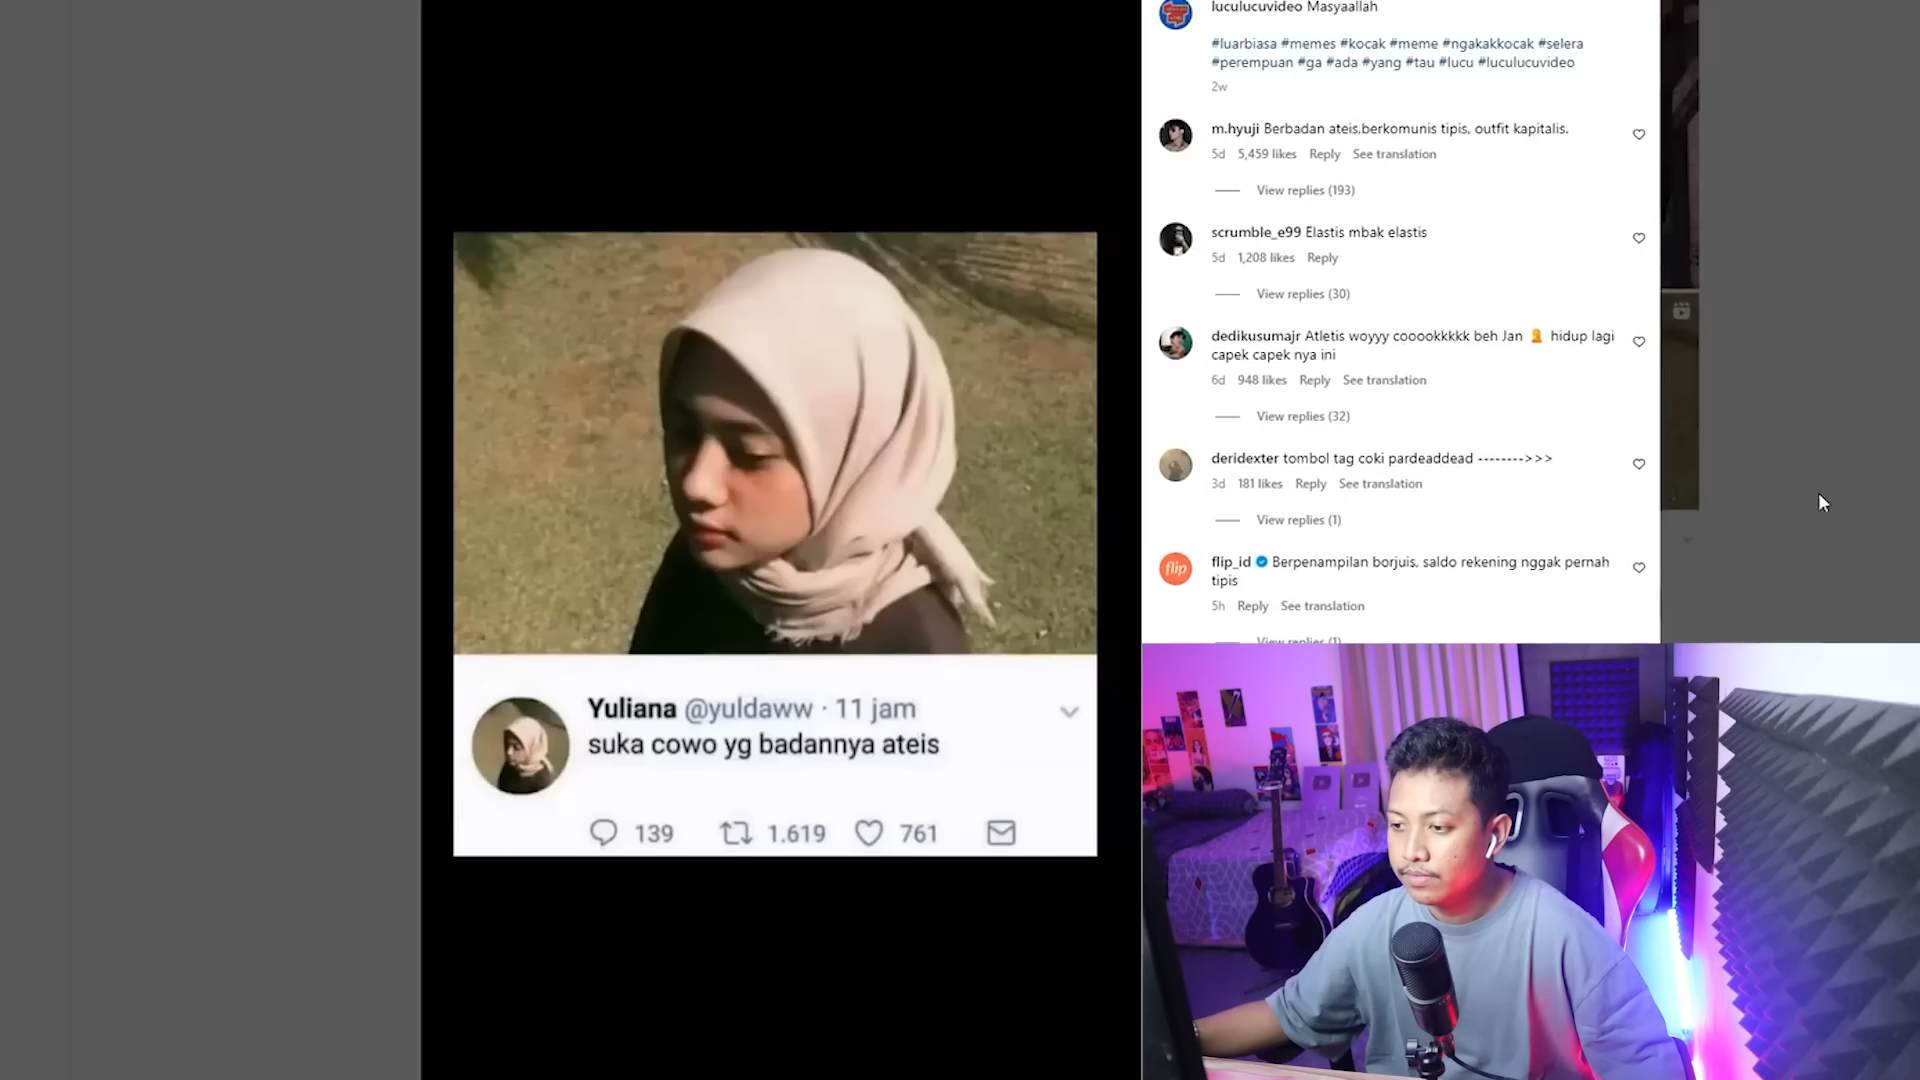 luculucuvideo Masyaallah
#luarbiasa #memes #kocak #meme #ngakakkocak #selera
#perempuan #ga #ada #yang #tau #lucu #luculucuvideo
2w
m.hyuji Berbadan ateis,berkomunis tipis, outfit kapitalis.
5d 5,459 likes Reply See translation
View replies (193)
scrumble_e99 Elastis mbak elastis
5d 1,208 likes Reply
View replies (30)
dedikusumajr Atletis woyyy cooookkkkk beh Jan hidup lagi
capek capek nya ini
6d 948 likes Reply See translation
View replies (32)
deridexter tombol tag coki pardeaddead -------->>>
3d 181 likes Reply See translation
View replies (1)
flip
flip_id Berpenampilan borjuis, saldo rekening nggak pernah
tipis
5h Reply See translation
View replies (1)
Yuliana @yuldaww · 11 jam
suka cowo yg badannya ateis
139 1.619 761